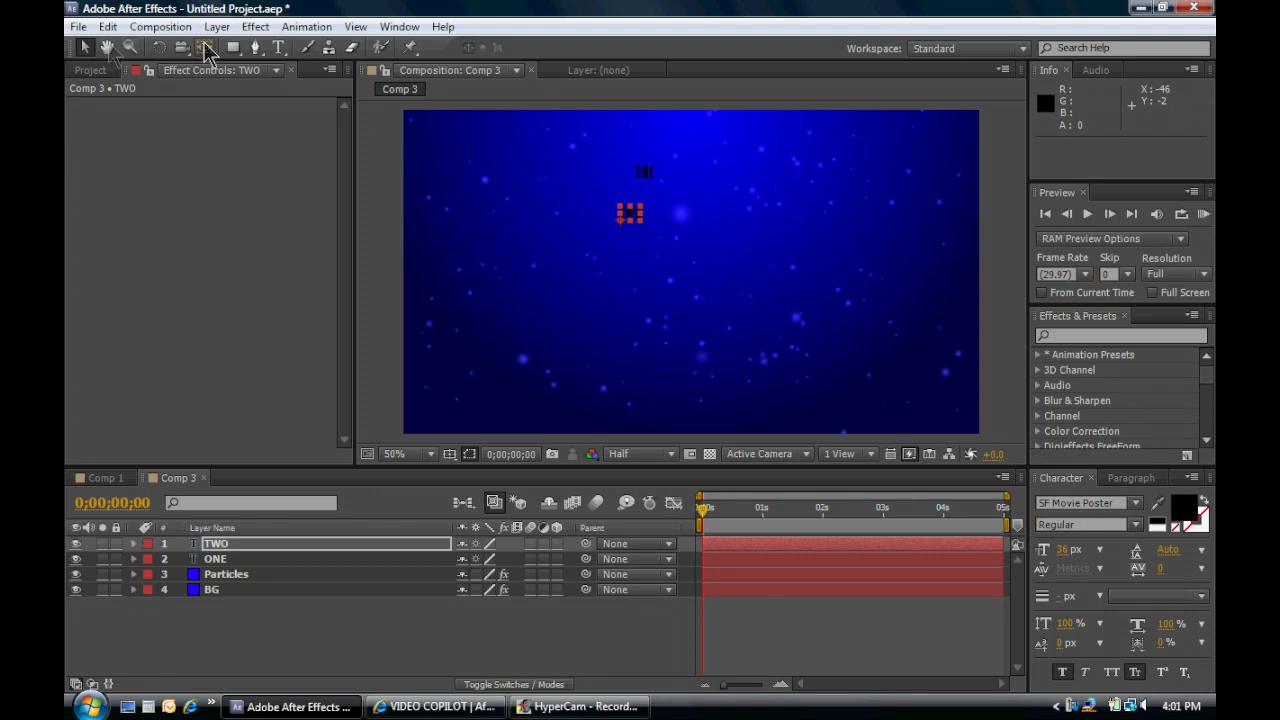 Adobe After Effects - Untitled Project.aep *
File Edit Composition Layer Effect Animation View Window Help
Workspace: Standard Search Help
Project Effect Controls: TWO Composition: Comp 3 Layer: (none) Info Audio
Comp 3 • TWO Comp 3
R: X: -46
G: Y: -2
B:
A: 0
ONE
Preview
RAM Preview Options
Frame Rate Skip Resolution
(29.97) 0 Full
From Current Time Full Screen
Effects & Presets
* Animation Presets
3D Channel
Audio
Blur & Sharpen
Channel
Color Correction
Digieffects FreeForm
50% 0;00;00;00 Half Active Camera 1 View +0.0
Comp 1 Comp 3
Character Paragraph
0;00;00;00
01s 02s 03s 04s 05s
SF Movie Poster
Regular
# Layer Name Parent
1 T TWO None
2 T ONE None
3 Particles None
4 BG None
36 px Auto
Metrics 0
- px
100 % 100 %
0 px 0 %
T T TT Tr T¹ T₁
Toggle Switches / Modes
Adobe After Effects ... VIDEO COPILOT | Af... HyperCam - Record... 4:01 PM